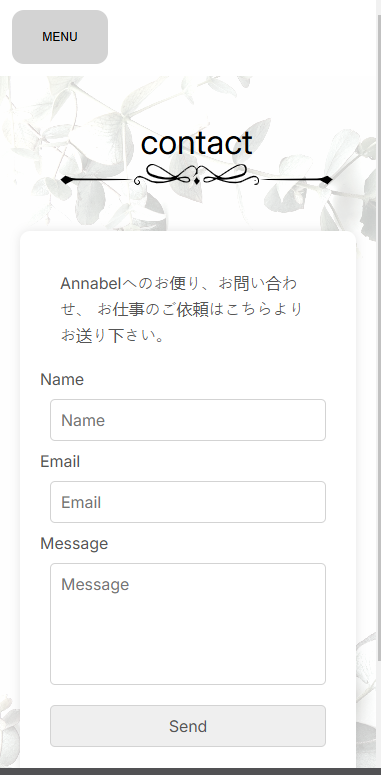 MENU
contact
Annabelへのお便り、お問い合わ
せ、 お仕事のご依頼はこちらより
お送り下さい。
Name
Name
Email
Email
Message
Message
Send